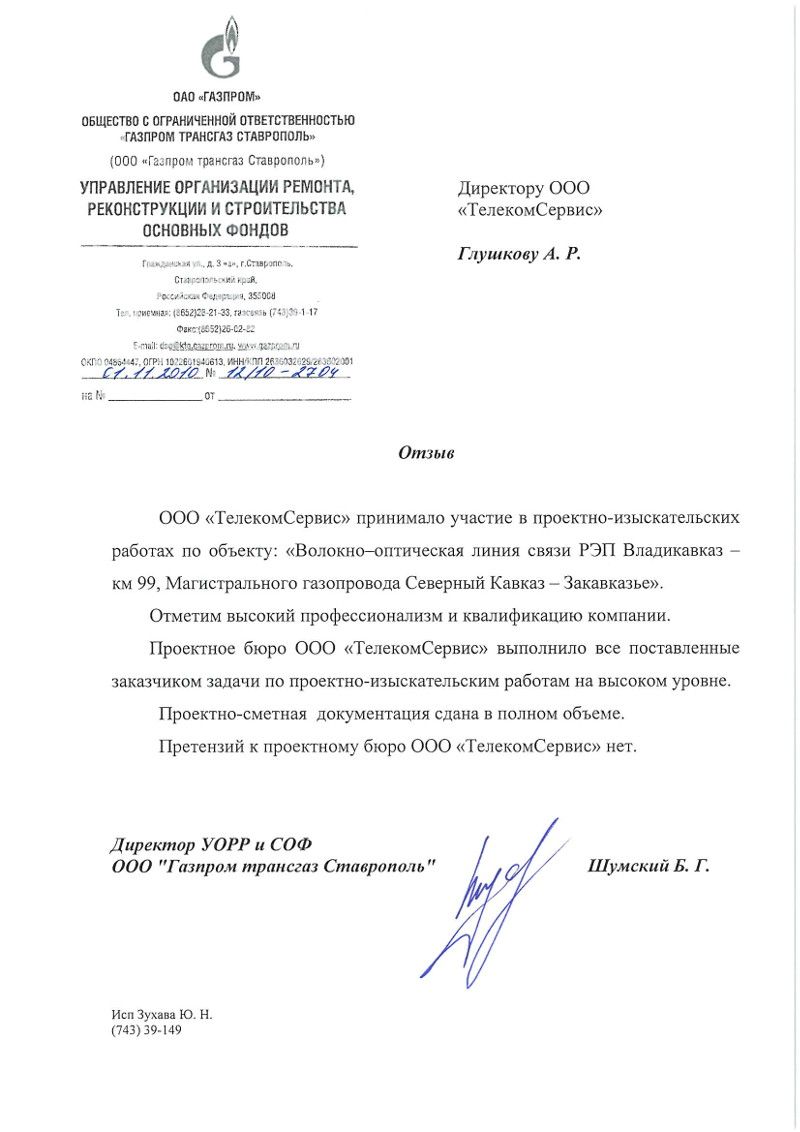 ОАО «ГАЗПРОМ»
ОБЩЕСТВО С ОГРАНИЧЕННОЙ ОТВЕТСТВЕННОСТЬЮ
«ГАЗПРОМ ТРАНСГАЗ СТАВРОПОЛЬ»
(ООО «Газпром трансгаз Ставрополь»)
УПРАВЛЕНИЕ ОРГАНИЗАЦИИ РЕМОНТА,
РЕКОНСТРУКЦИИ И СТРОИТЕЛЬСТВА
ОСНОВНЫХ ФОНДОВ
Гражданская ул., д. 3 «а», г.Ставрополь,
Ставропольский край,
Российская Федерация, 355008
Тел. приемная: (8652)26-21-33, газсвязь (743)39-1-17
Факс:(8652)26-02-82
E-mail: www.gazprom.ru
ОКПО 04864447, ОГРН 1022601940613, ИНН/КПП
01.11.2010 № 12/10-2704
на № от
Директору ООО
«ТелекомСервис»
Глушкову А. Р.
Отзыв
ООО «ТелекомСервис» принимало участие в проектно-изыскательских
работах по объекту: «Волокно–оптическая линия связи РЭП Владикавказ –
км 99, Магистрального газопровода Северный Кавказ – Закавказье».
Отметим высокий профессионализм и квалификацию компании.
Проектное бюро ООО «ТелекомСервис» выполнило все поставленные
заказчиком задачи по проектно-изыскательским работам на высоком уровне.
Проектно-сметная документация сдана в полном объеме.
Претензий к проектному бюро ООО «ТелекомСервис» нет.
Директор УОРР и СОФ
ООО "Газпром трансгаз Ставрополь"
Шумский Б. Г.
Исп Зухава Ю. Н.
(743) 39-149